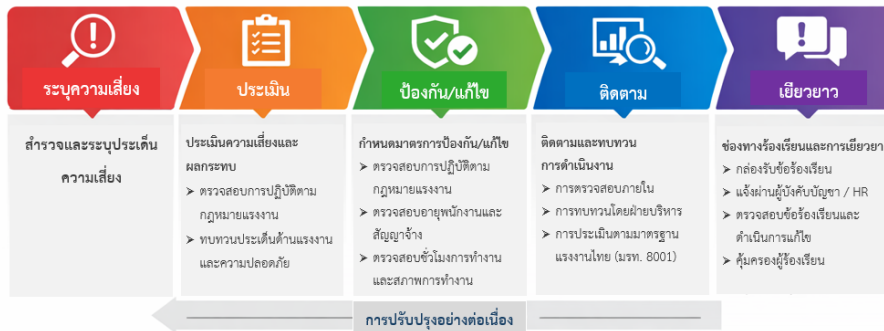 ระบุความเสี่ยง
สำรวจและระบุประเด็น
ความเสี่ยง
ประเมิน
ประเมินความเสี่ยงและ
ผลกระทบ
➤ ตรวจสอบการปฏิบัติตาม
กฎหมายแรงงาน
➤ ทบทวนประเด็นด้านแรงงาน
และความปลอดภัย
ป้องกัน/แก้ไข
กำหนดมาตรการป้องกัน/แก้ไข
➤ ตรวจสอบการปฏิบัติตาม
กฎหมายแรงงาน
➤ ตรวจสอบอายุพนักงานและ
สัญญาจ้าง
➤ ตรวจสอบชั่วโมงการทำงาน
และสภาพการทำงาน
ติดตาม
ติดตามและทบทวน
การดำเนินงาน
➤ การตรวจสอบภายใน
➤ การทบทวนโดยฝ่ายบริหาร
➤ การประเมินตามมาตรฐาน
แรงงานไทย (มรท. 8001)
เยียวยาว
ช่องทางร้องเรียนและการเยียวยา
➤ กล่องรับข้อร้องเรียน
➤ แจ้งผ่านผู้บังคับบัญชา / HR
➤ ตรวจสอบข้อร้องเรียนและ
ดำเนินการแก้ไข
➤ คุ้มครองผู้ร้องเรียน
การปรับปรุงอย่างต่อเนื่อง